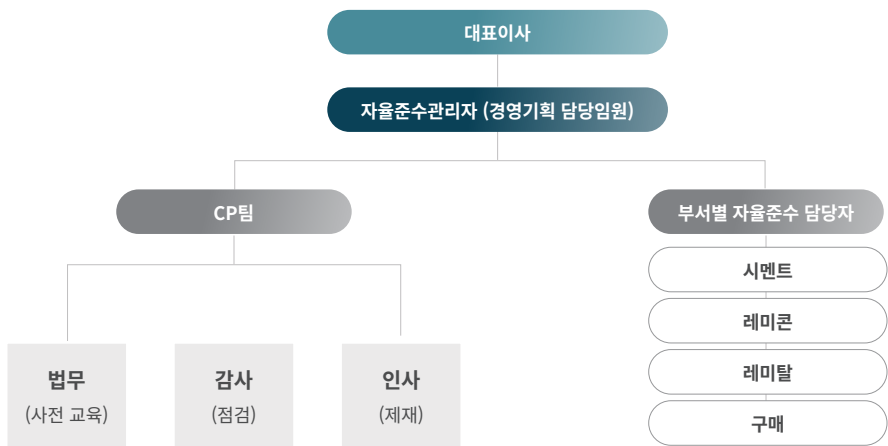 대표이사
자율준수관리자 (경영기획 담당임원)
CP팀
부서별 자율준수 담당자
시멘트
레미콘
레미탈
구매
법무
(사전 교육)
감사
(점검)
인사
(제재)